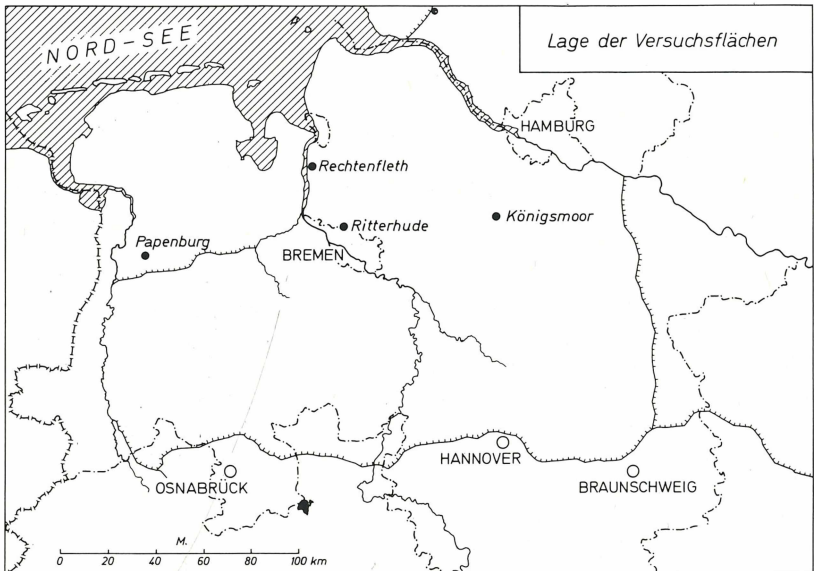 NORD-SEE
Lage der Versuchsflächen
HAMBURG
Rechtenfleth
Ritterhude
Königsmoor
Papenburg
BREMEN
HANNOVER
OSNABRÜCK
BRAUNSCHWEIG
M.
0 20 40 60 80 100 km